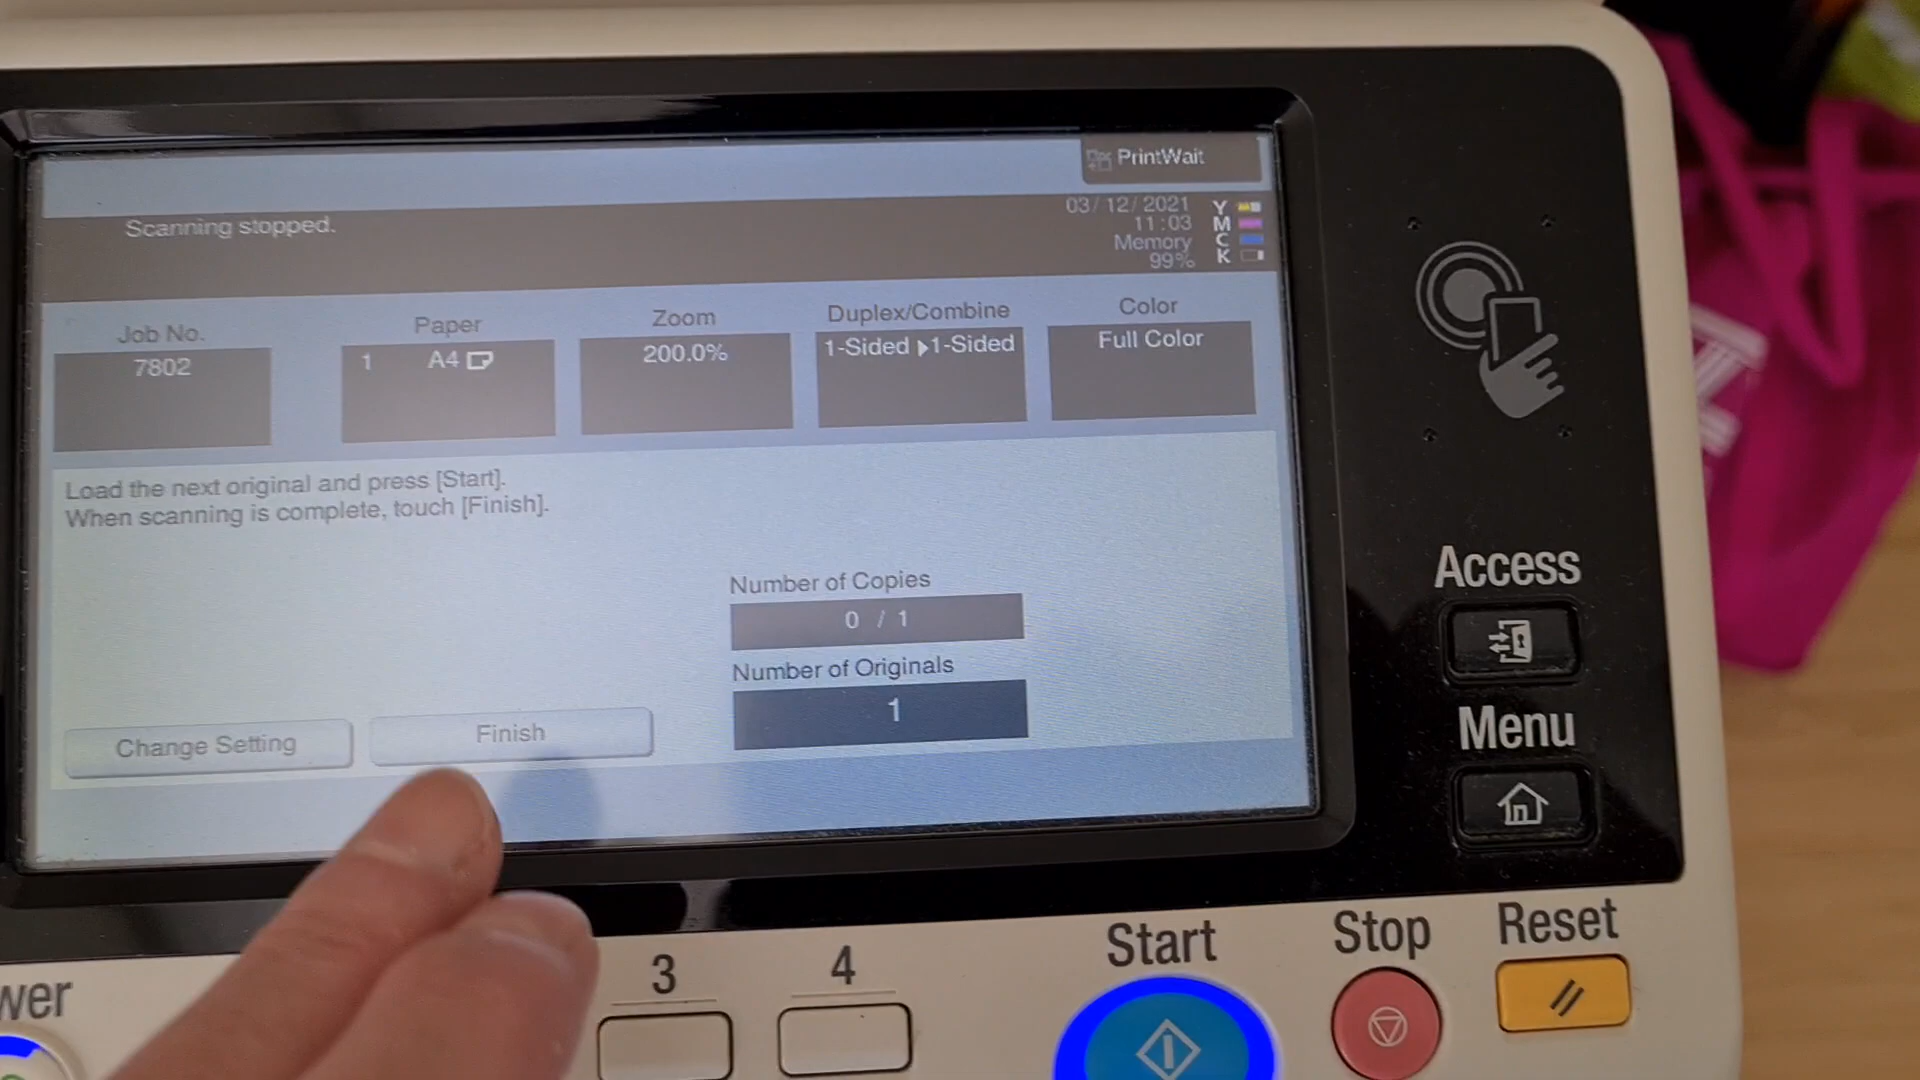 PrintWait
Scanning stopped.
03/12/2021
11:03
Memory
99%
Y
M
C
K
Job No.
7802
Paper
1 A4
Zoom
200.0%
Duplex/Combine
1-Sided ▶1-Sided
Color
Full Color
Load the next original and press [Start].
When scanning is complete, touch [Finish].
Number of Copies
0 / 1
Number of Originals
1
Change Setting
Finish
Access
Menu
3
4
Start
Stop
Reset
wer